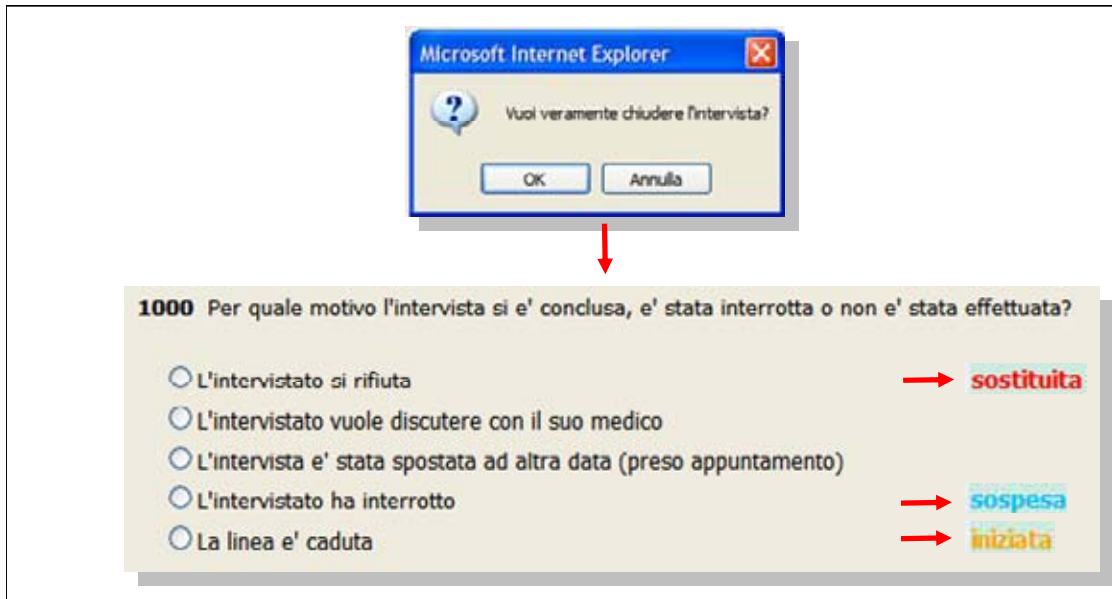 Microsoft Internet Explorer
Vuoi veramente chiudere l'intervista?
OK Annulla
1000 Per quale motivo l'intervista si e' conclusa, e' stata interrotta o non e' stata effettuata?
L'intervistato si rifiuta sostituita
L'intervistato vuole discutere con il suo medico
L'intervista e' stata spostata ad altra data (preso appuntamento)
L'intervistato ha interrotto sospesa
La linea e' caduta iniziata